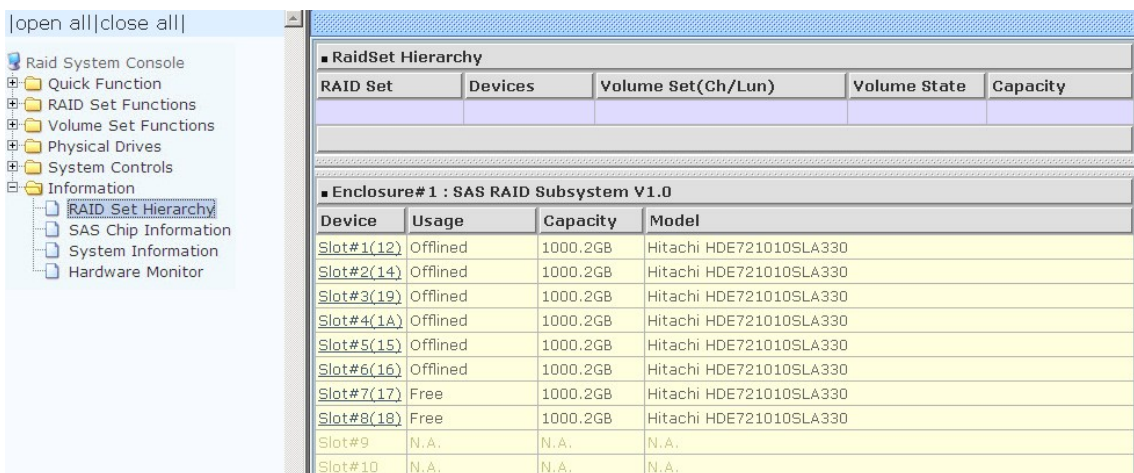 |open all|close all|
Raid System Console
Quick Function
RAID Set Functions
Volume Set Functions
Physical Drives
System Controls
Information
RAID Set Hierarchy
SAS Chip Information
System Information
Hardware Monitor
RaidSet Hierarchy
RAID Set Devices Volume Set(Ch/Lun) Volume State Capacity
Enclosure#1 : SAS RAID Subsystem V1.0
Device Usage Capacity Model
Slot#1(12) Offlined 1000.2GB Hitachi HDE721010SLA330
Slot#2(14) Offlined 1000.2GB Hitachi HDE721010SLA330
Slot#3(19) Offlined 1000.2GB Hitachi HDE721010SLA330
Slot#4(1A) Offlined 1000.2GB Hitachi HDE721010SLA330
Slot#5(15) Offlined 1000.2GB Hitachi HDE721010SLA330
Slot#6(16) Offlined 1000.2GB Hitachi HDE721010SLA330
Slot#7(17) Free 1000.2GB Hitachi HDE721010SLA330
Slot#8(18) Free 1000.2GB Hitachi HDE721010SLA330
Slot#9 N.A. N.A. N.A.
Slot#10 N.A. N.A. N.A.